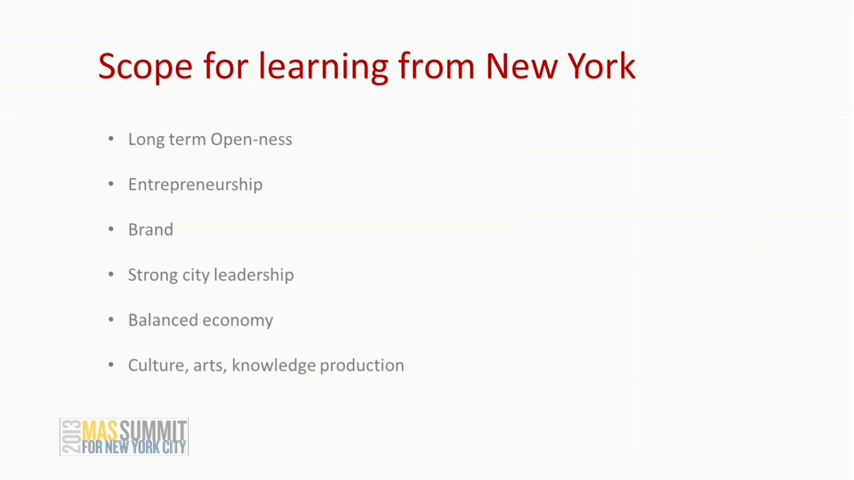 Scope for learning from New York
• Long term Open-ness
• Entrepreneurship
• Brand
• Strong city leadership
• Balanced economy
• Culture, arts, knowledge production
2013
MAS SUMMIT
FOR NEW YORK CITY